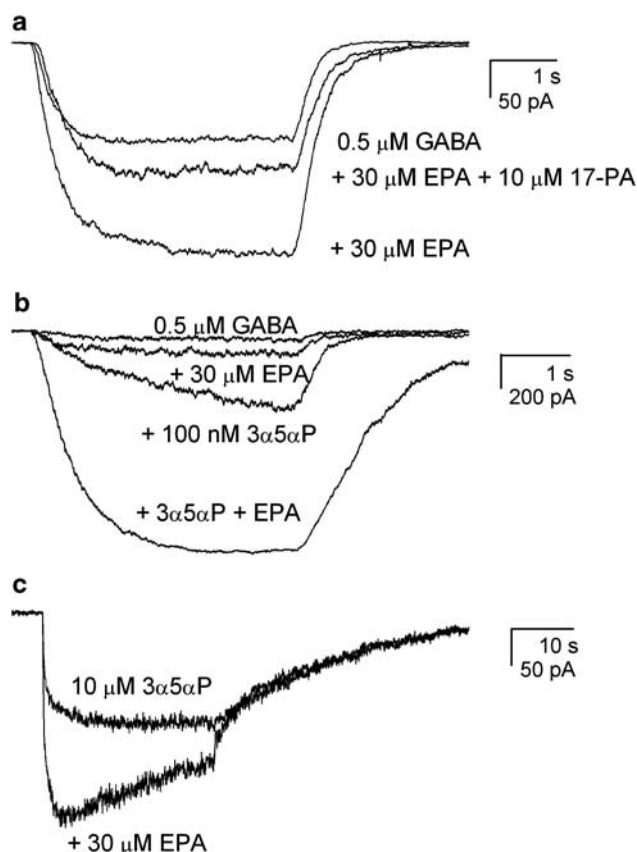 a
1 s
50 pA
0.5 μM GABA
+ 30 μM EPA + 10 μM 17-PA
+ 30 μM EPA
b
0.5 μM GABA
+ 30 μM EPA
+ 100 nM 3α5αP
+ 3α5αP + EPA
1 s
200 pA
c
10 μM 3α5αP
+ 30 μM EPA
10 s
50 pA